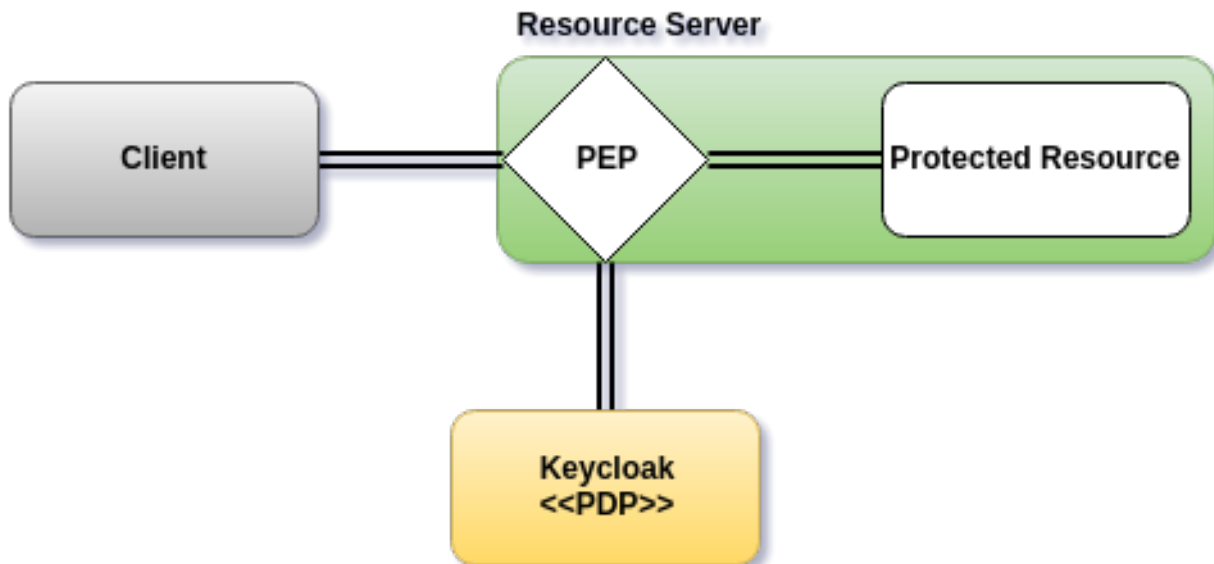 Resource Server
Client
PEP
Protected Resource
Keycloak
<<PDP>>